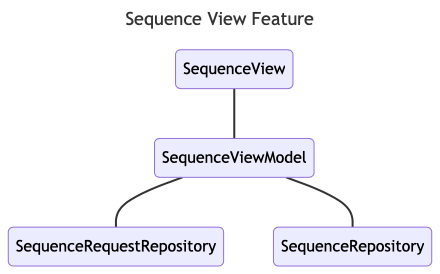 Sequence View Feature
SequenceView
SequenceViewModel
SequenceRequestRepository
SequenceRepository